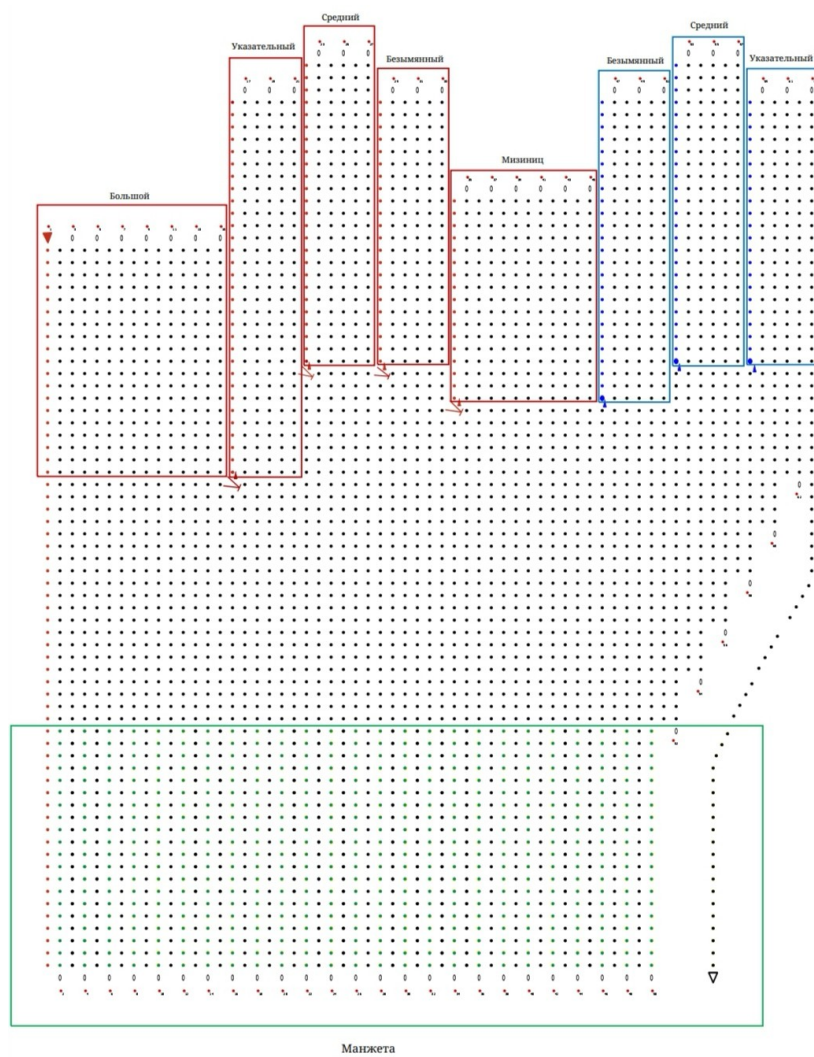 Средний
Средний
Указательный
Безымянный
Безымянный
Указательный
Мизиниц
Большой
Манжета